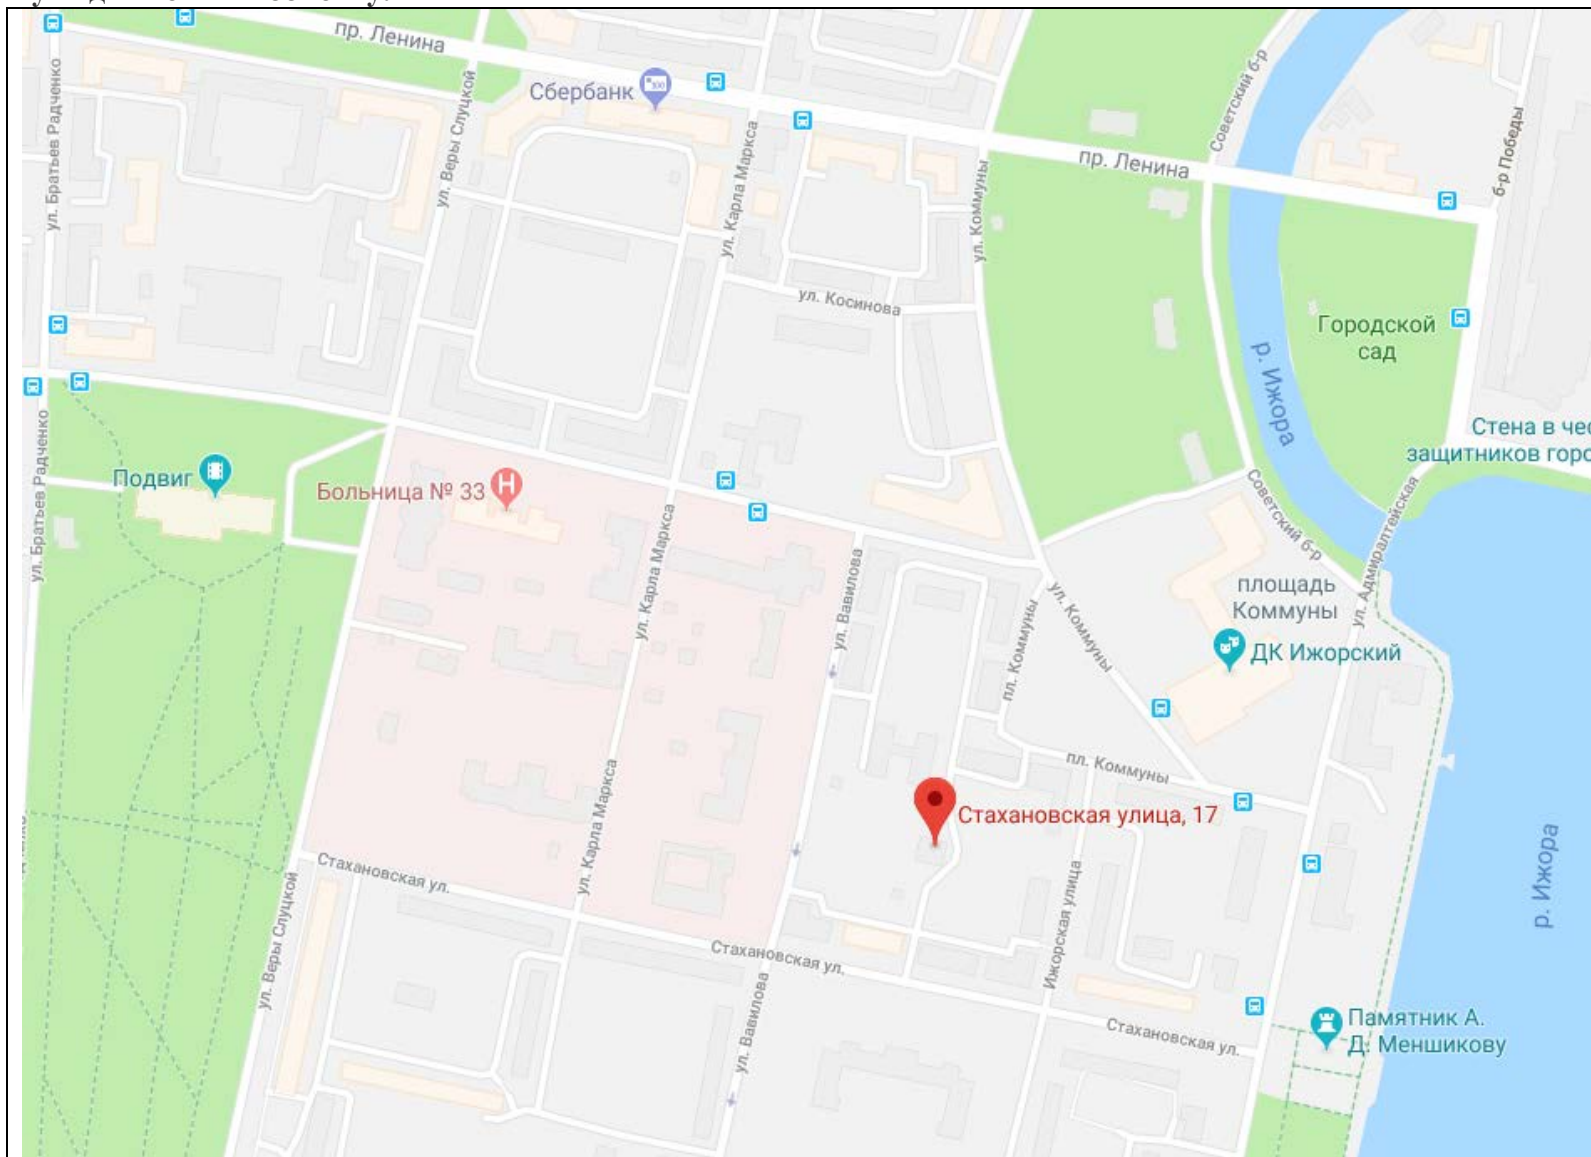 пр. Ленина
Сбербанк
ул. Братьев Радченко
ул. Веры Слуцкой
ул. Карла Маркса
Советский б-р
б-р Победы
пр. Ленина
ул. Коммуны
ул. Косинова
Городской
сад
р. Ижора
Подвиг
Больница № 33
ул. Братьев Радченко
ул. Карла Маркса
ул. Вавилова
Советский б-р
ул. Адмиралтейская
площадь
Коммуны
пл. Коммуны
ул. Коммуны
ДК Ижорский
пл. Коммуны
Стахановская улица, 17
ул. Карла Маркса
Стахановская ул.
ул. Веры Слуцкой
Ижорская улица
р. Ижора
Стахановская ул.
ул. Вавилова
Стахановская ул.
Памятник А.
Д. Меншикову
Стена в чес
защитников горо